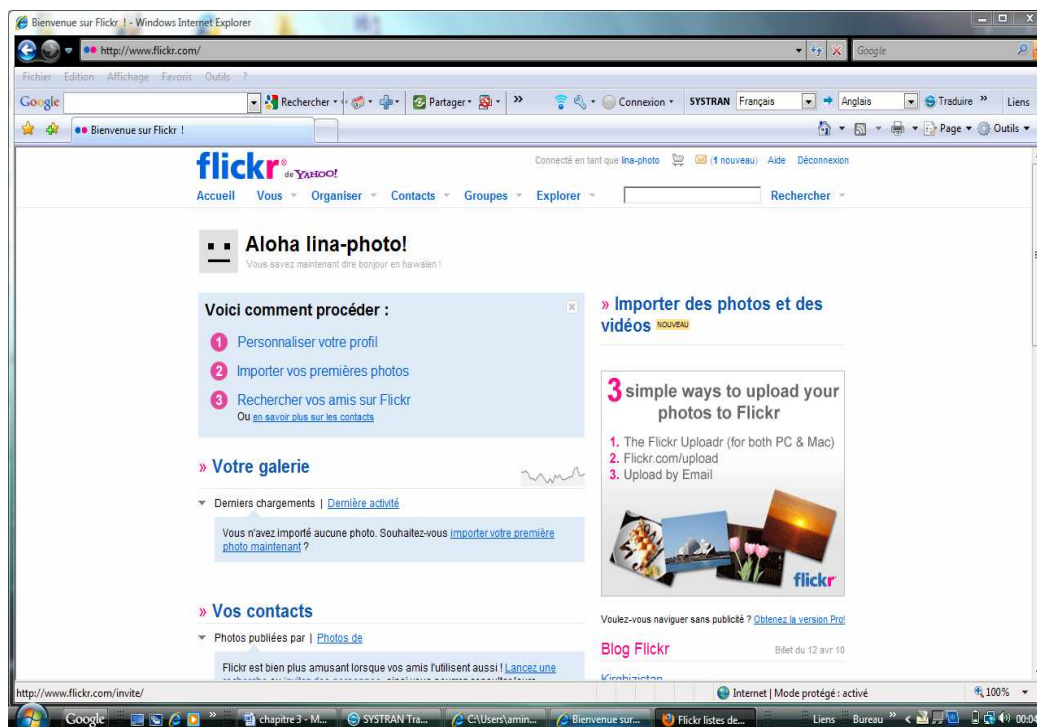 Bienvenue sur Flickr ! - Windows Internet Explorer
http://www.flickr.com/
Google
Fichier Edition Affichage Favoris Outils ?
Google Rechercher Partager » Connexion SYSTRAN Français Anglais Traduire » Liens
Bienvenue sur Flickr !
Page Outils
flickr® de YAHOO!
Connecté en tant que lina-photo (1 nouveau) Aide Déconnexion
Accueil Vous Organiser Contacts Groupes Explorer Rechercher
Aloha lina-photo!
Vous savez maintenant dire bonjour en hawaïen !
Voici comment procéder :
1 Personnaliser votre profil
2 Importer vos premières photos
3 Rechercher vos amis sur Flickr
Ou en savoir plus sur les contacts
» Votre galerie
Derniers chargements | Dernière activité
Vous n'avez importé aucune photo. Souhaitez-vous importer votre première
photo maintenant ?
» Vos contacts
Photos publiées par | Photos de
Flickr est bien plus amusant lorsque vos amis l'utilisent aussi ! Lancez une
» Importer des photos et des
vidéos NOUVEAU
3 simple ways to upload your
photos to Flickr
1. The Flickr Uploadr (for both PC & Mac)
2. Flickr.com/upload
3. Upload by Email
flickr
Voulez-vous naviguer sans publicité ? Obtenez la version Pro!
Blog Flickr Billet du 12 avr 10
Kirghizistan
http://www.flickr.com/invite/
Internet | Mode protégé : activé
100%
Google » chapitre 3 - M... SYSTRAN Tra... C:\Users\amin... Bienvenue sur... Flickr listes de... Liens Bureau » 00:04